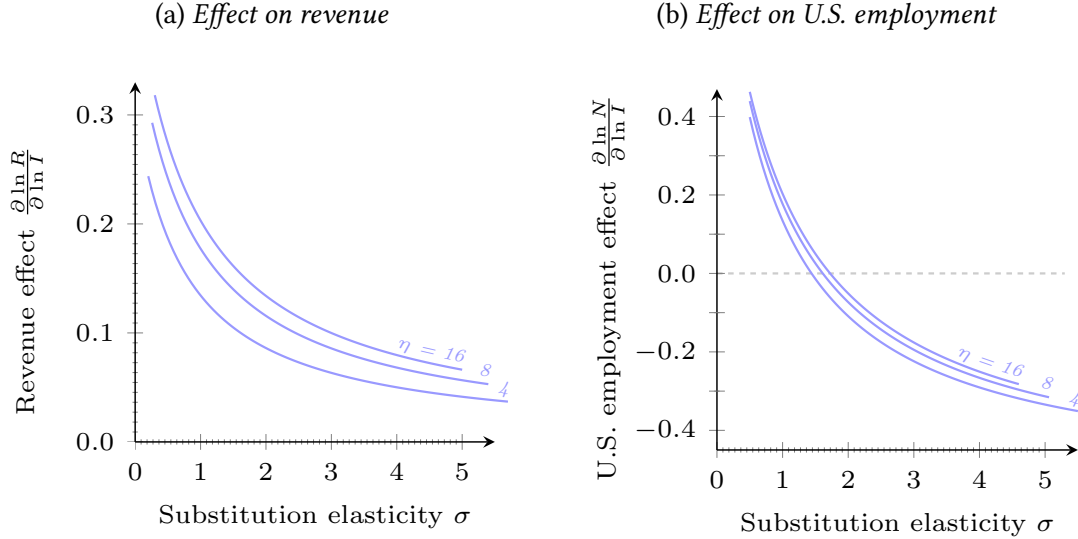 (a) Effect on revenue
0.3
0.2
0.1
0.0
0 1 2 3 4 5
Revenue effect ∂ ln R / ∂ ln I
η = 16
8
4
Substitution elasticity σ
(b) Effect on U.S. employment
0.4
0.2
0.0
−0.2
−0.4
0 1 2 3 4 5
U.S. employment effect ∂ ln N / ∂ ln I
η = 16
8
4
Substitution elasticity σ